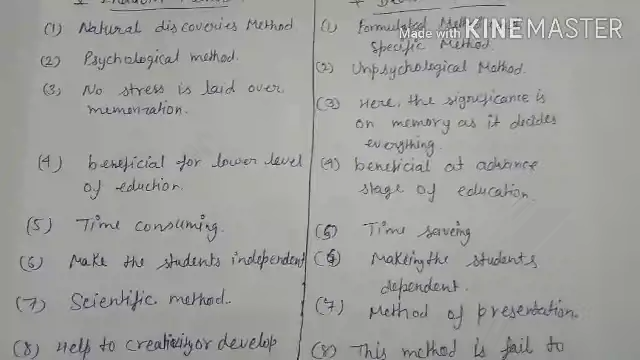 (1) Natural discoveries Method
(2) Psychological method.
(3) No stress is laid over
memorization.
(4) beneficial for lower level
of eduction.
(5) Time consuming.
(6) Make the students independent
(7) Scientific method.
(8) Help to creativity or develop
(1) Formulated Method
Specific Method.
(2) Unpsychological Method.
(3) Here, the significance is
on memory as it decides
everything.
(4) beneficial at advance
stage of education.
(5) Time saveing
(6) Makeing the students
dependent.
(7) Method of presentation.
(8) This method is fail to
Made with KINEMASTER